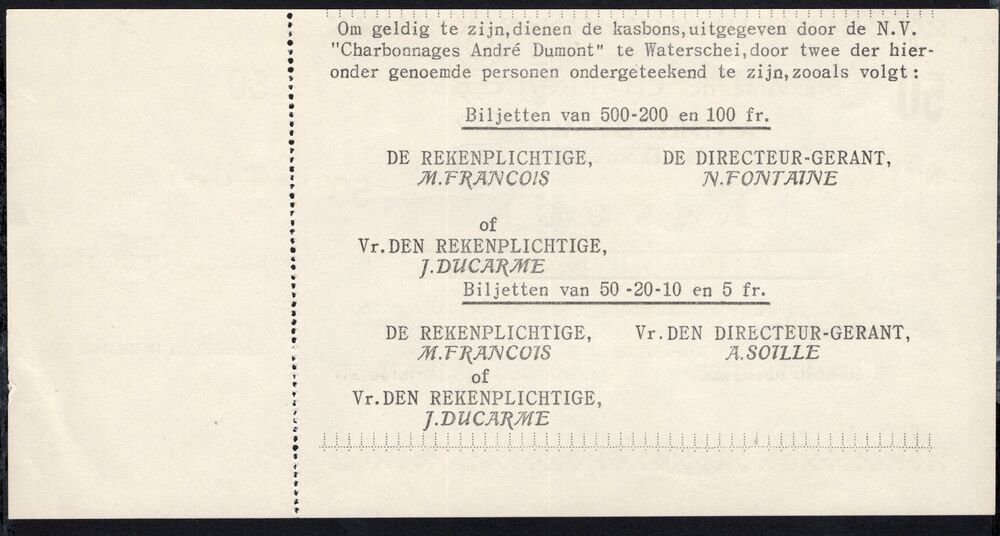 Om geldig te zijn,dienen de kasbons,uitgegeven door de N.V.
"Charbonnages André Dumont" te Waterschei,door twee der hier-
onder genoemde personen ondergeteekend te zijn,zooals volgt:
Biljetten van 500-200 en 100 fr.
DE REKENPLICHTIGE, DE DIRECTEUR-GERANT,
M.FRANCOIS N.FONTAINE
of
Vr.DEN REKENPLICHTIGE,
J.DUCARME
Biljetten van 50 -20-10 en 5 fr.
DE REKENPLICHTIGE, Vr.DEN DIRECTEUR-GERANT,
M.FRANCOIS A.SOILLE
of
Vr.DEN REKENPLICHTIGE,
J.DUCARME